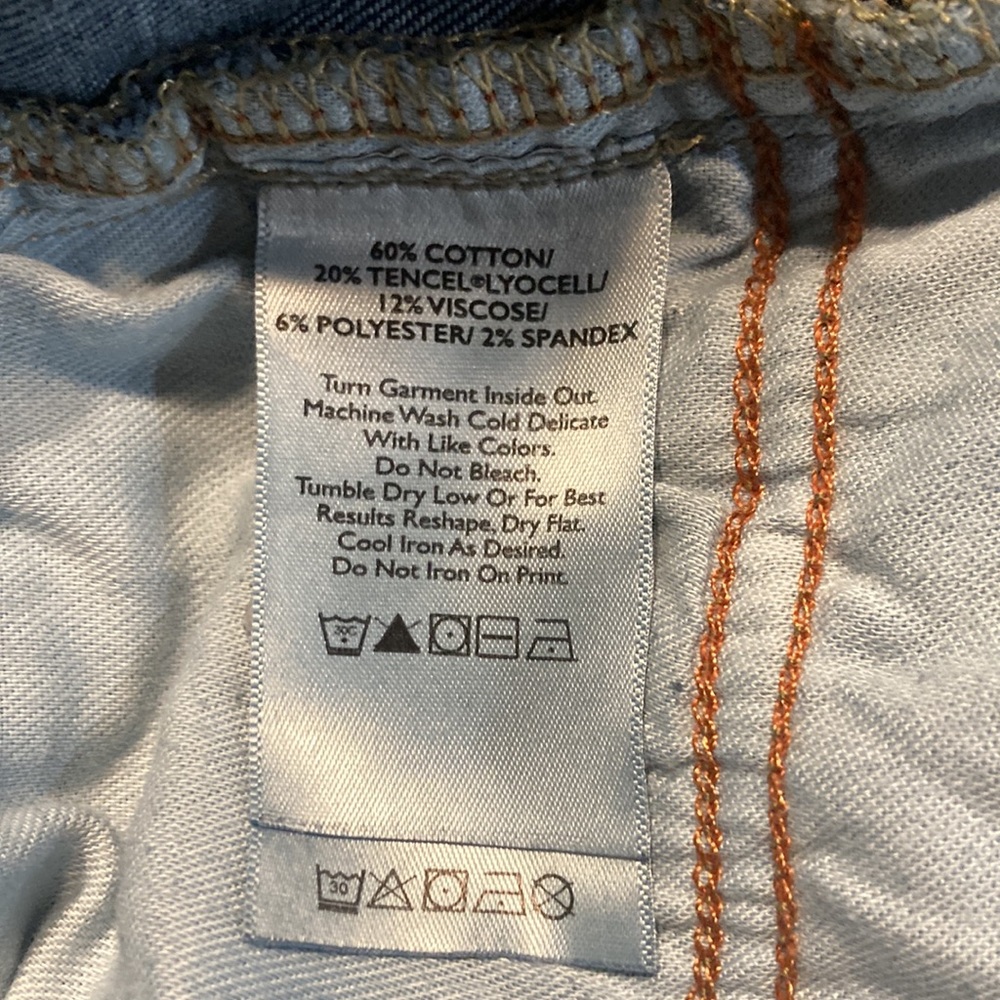 60% COTTON/
20% TENCEL®LYOCELL/
12% VISCOSE/
6% POLYESTER/ 2% SPANDEX
Turn Garment Inside Out
Machine Wash Cold Delicate
With Like Colors.
Do Not Bleach.
Tumble Dry Low Or For Best
Results Reshape, Dry Flat.
Cool Iron As Desired.
Do Not Iron On Print.
30°C
30